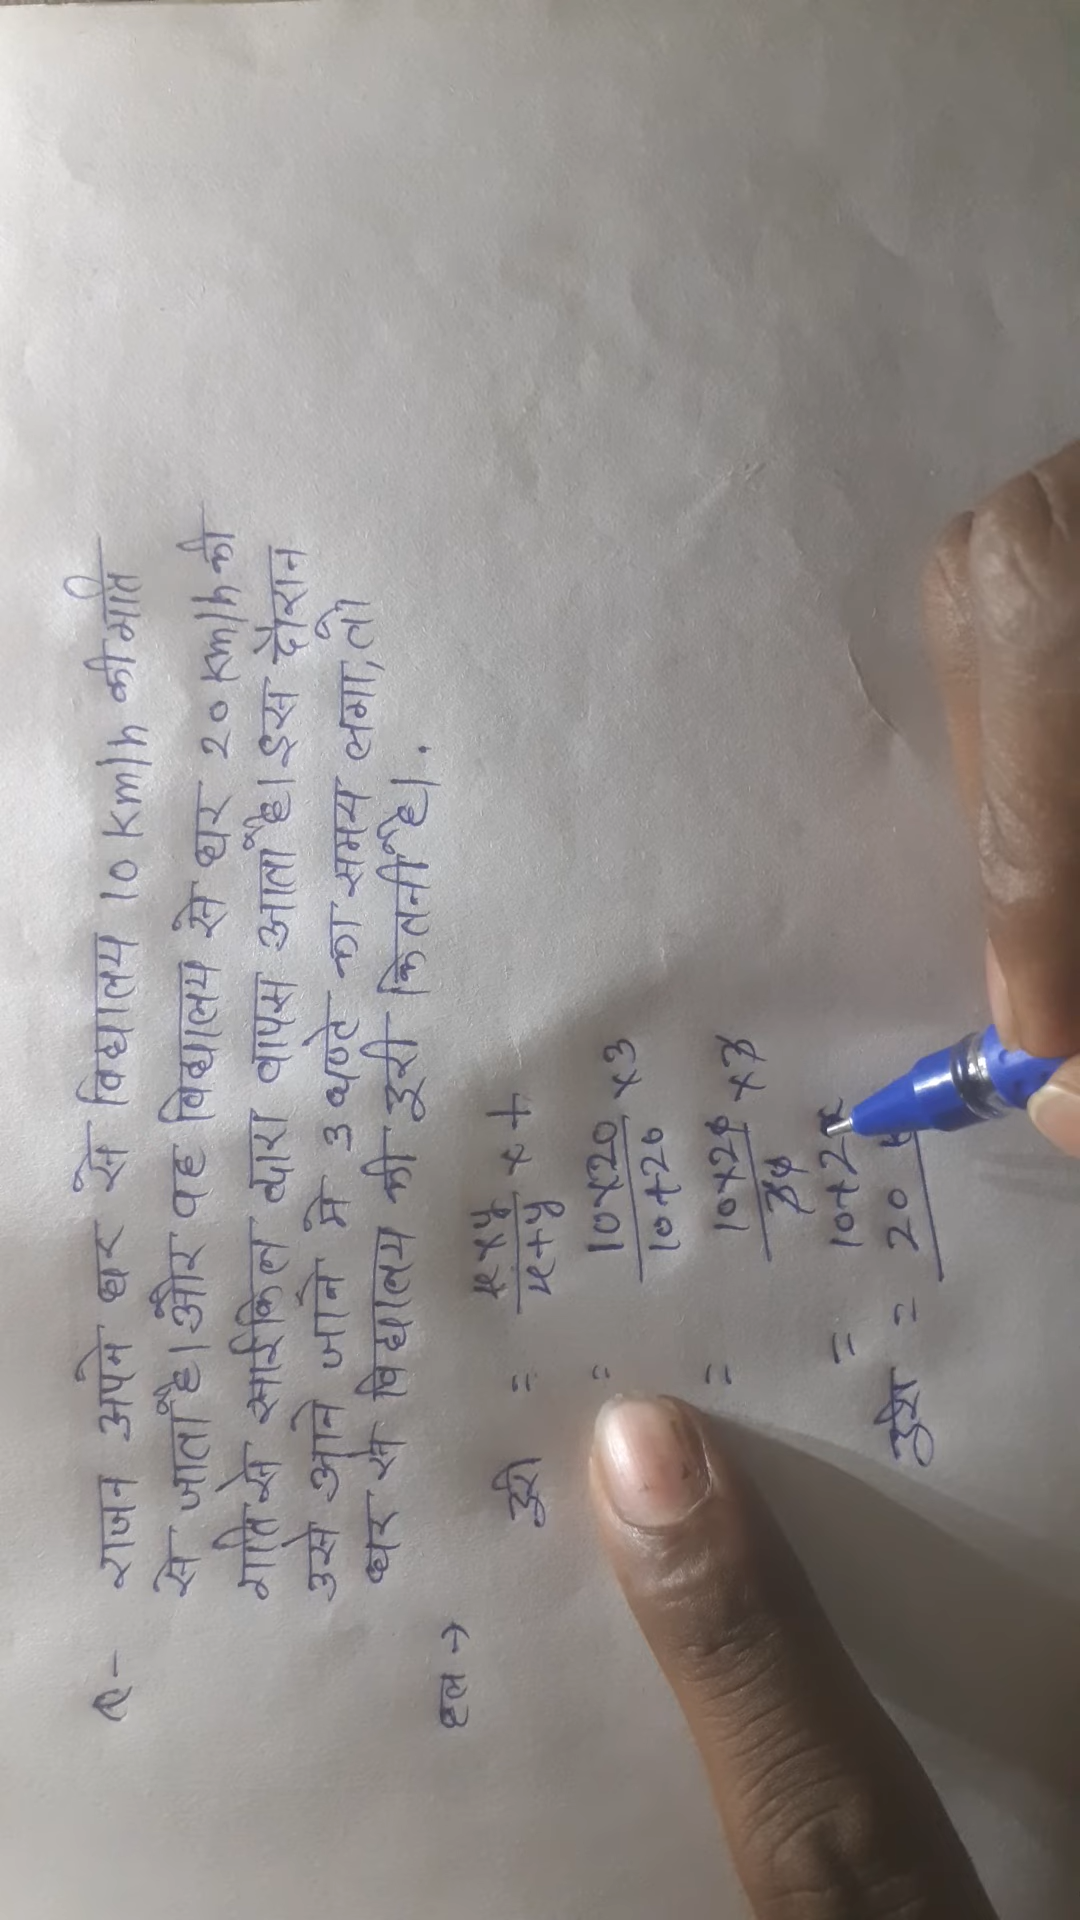 Q- राजन अपने घर से विद्यालय 10 km/h की गति
से जाता है। और वह विद्यालय से घर 20 km/h की
गति से साईकिल द्वारा वापस आता है। इस दौरान
उसे आने जाने मे 3 घण्टे का समय लगा, तो
घर से विद्यालय की दूरी कितनी है।.
हल →
दूरी = x×y/x+y × t
= 10×20/10+20 × 3
= 10×20/30 × 3
= 10×2
दूरी = 20